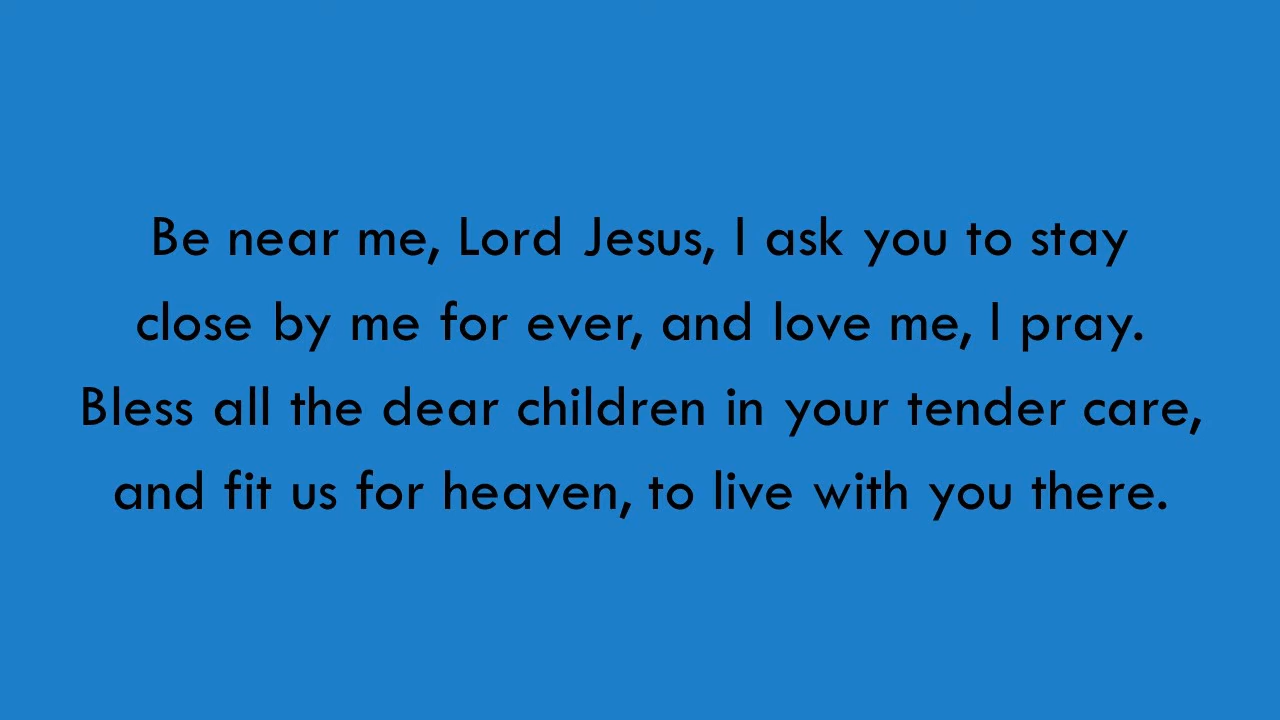 Be near me, Lord Jesus, I ask you to stay
close by me for ever, and love me, I pray.
Bless all the dear children in your tender care,
and fit us for heaven, to live with you there.